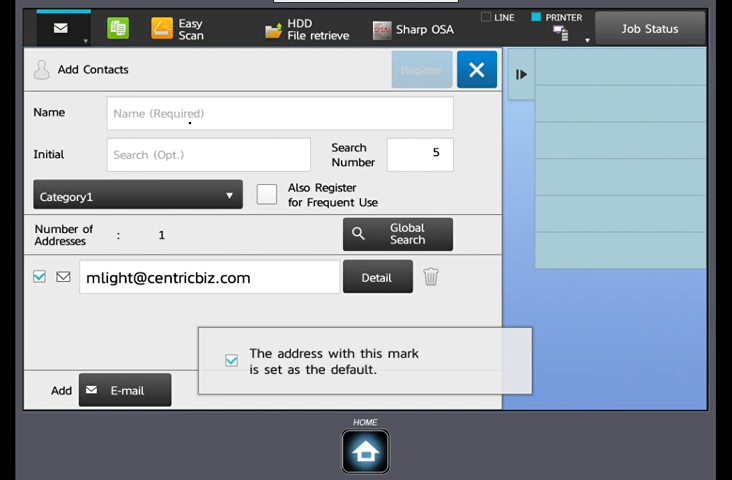 Easy
Scan
HDD
File retrieve
Sharp OSA
LINE
PRINTER
Job Status
Add Contacts
Register
Name
Name (Required)
Initial
Search (Opt.)
Search
Number
5
Category1
Also Register
for Frequent Use
Number of
Addresses
:
1
Global
Search
mlight@centricbiz.com
Detail
The address with this mark
is set as the default.
Add
E-mail
HOME